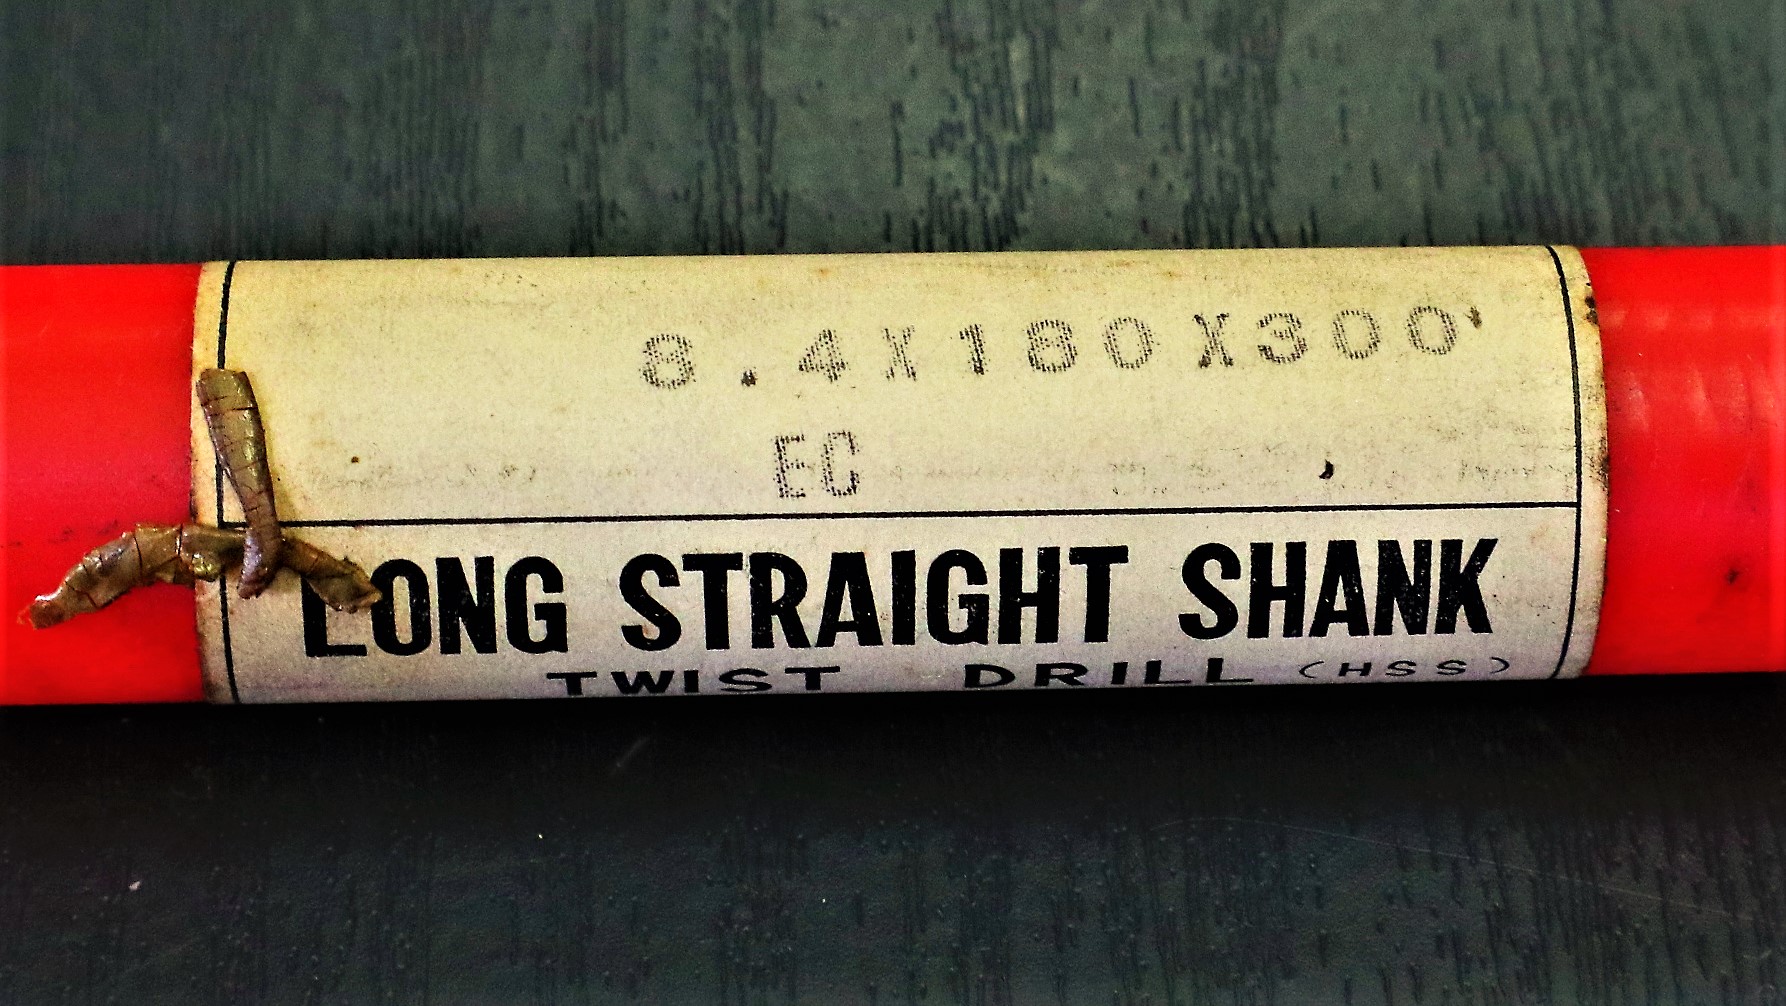 8.4X180X300
EC
LONG STRAIGHT SHANK
TWIST DRILL (HSS)